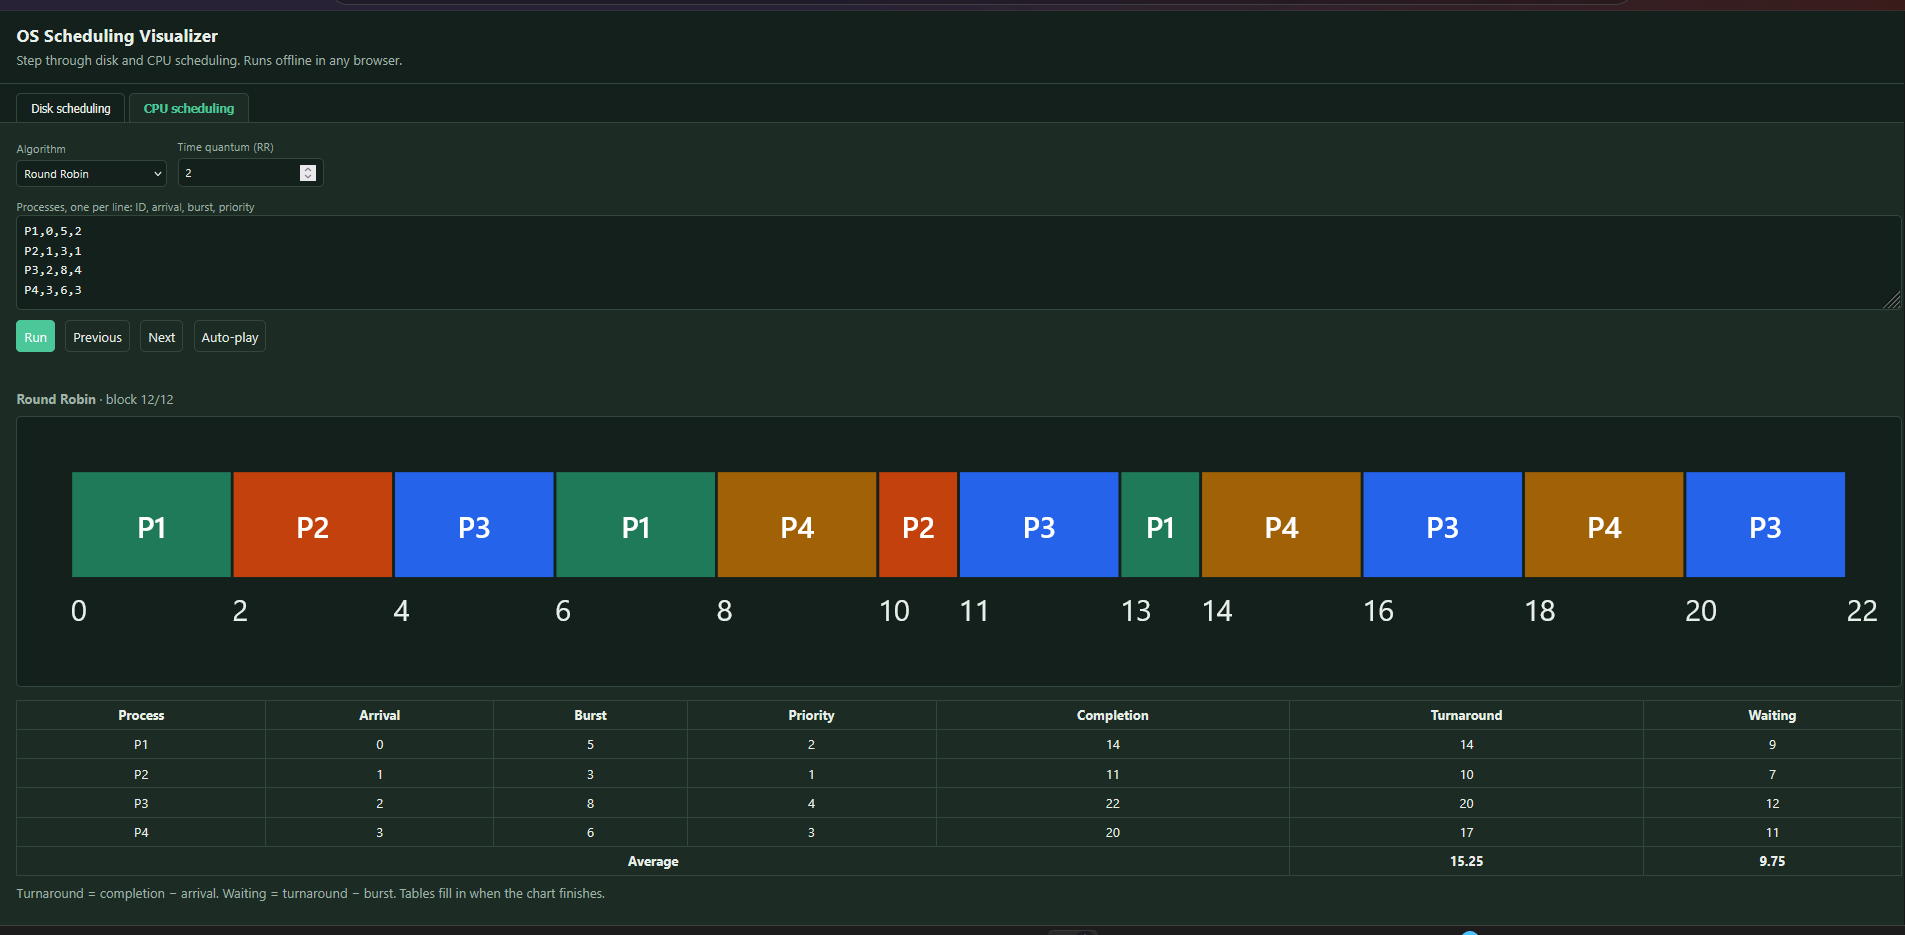 OS Scheduling Visualizer
Step through disk and CPU scheduling. Runs offline in any browser.
Disk scheduling CPU scheduling
Algorithm Time quantum (RR)
Round Robin 2
Processes, one per line: ID, arrival, burst, priority
P1,0,5,2
P2,1,3,1
P3,2,8,4
P4,3,6,3
Run Previous Next Auto-play
Round Robin · block 12/12
P1 P2 P3 P1 P4 P2 P3 P1 P4 P3 P4 P3
0 2 4 6 8 10 11 13 14 16 18 20 22
Process Arrival Burst Priority Completion Turnaround Waiting
P1 0 5 2 14 14 9
P2 1 3 1 11 10 7
P3 2 8 4 22 20 12
P4 3 6 3 20 17 11
Average 15.25 9.75
Turnaround = completion − arrival. Waiting = turnaround − burst. Tables fill in when the chart finishes.